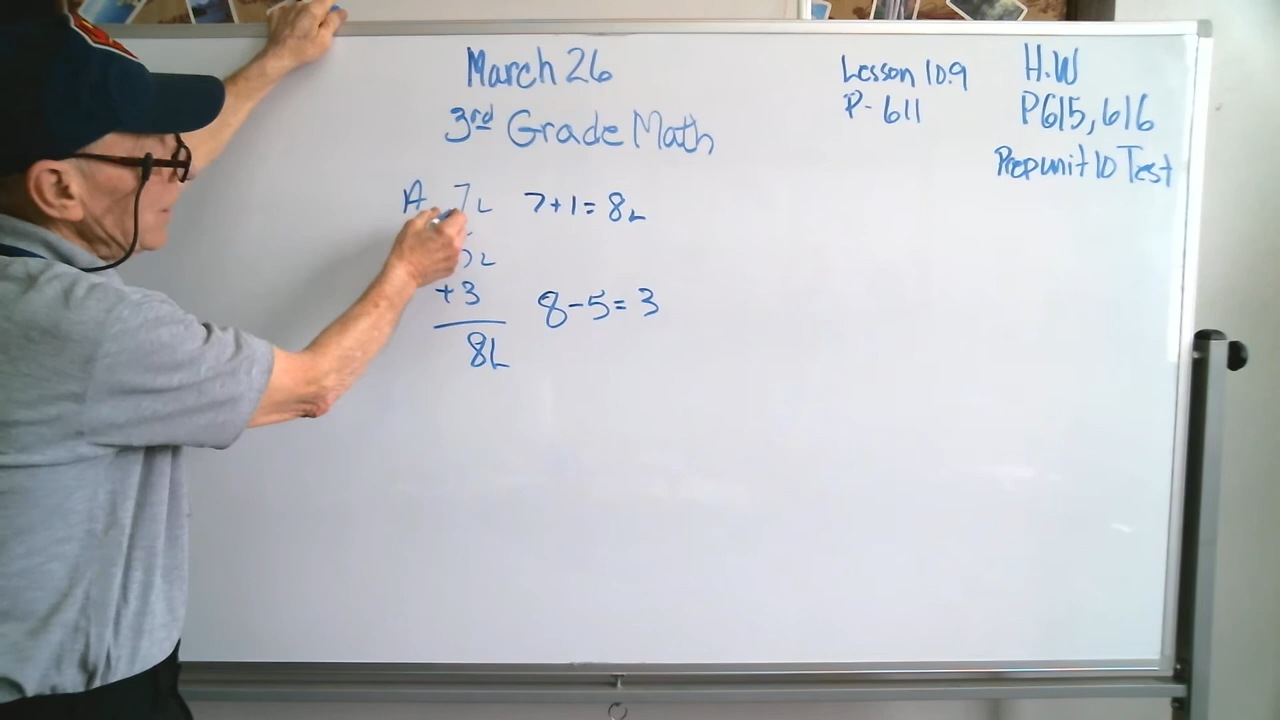 March 26
3rd Grade Math
Lesson 10.9
P- 611
H.W
P615, 616
Prep unit 10 Test
A 7L 7+1=8L
5L
+3 8-5=3
8L